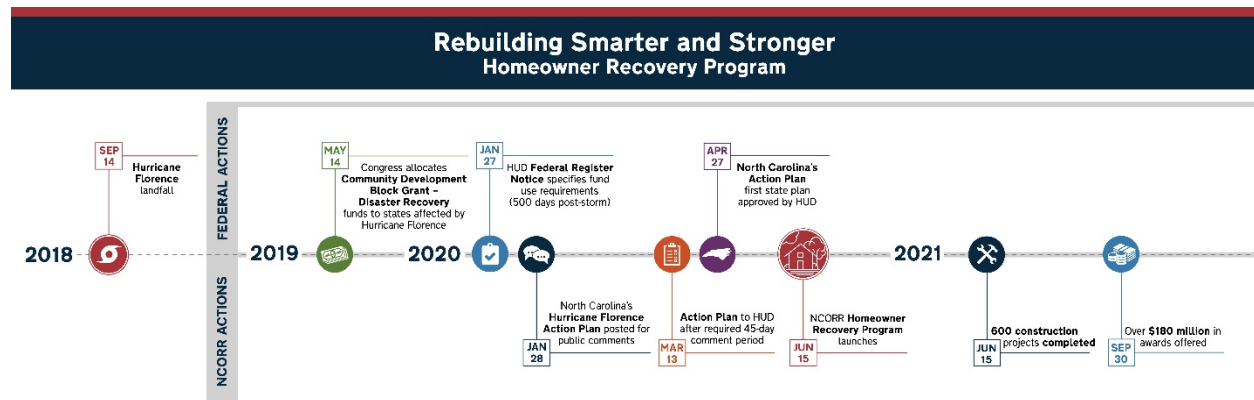 Rebuilding Smarter and Stronger
Homeowner Recovery Program
FEDERAL ACTIONS
NCORR ACTIONS
2018
SEP
14
Hurricane
Florence
landfall
2019
MAY
14
Congress allocates
Community Development
Block Grant –
Disaster Recovery
funds to states affected by
Hurricane Florence
2020
JAN
27
HUD Federal Register
Notice specifies fund
use requirements
(500 days post-storm)
North Carolina's
Hurricane Florence
Action Plan posted for
public comments
JAN
28
Action Plan to HUD
after required 45-day
comment period
MAR
13
APR
27
North Carolina's
Action Plan
first state plan
approved by HUD
NCORR Homeowner
Recovery Program
launches
JUN
15
2021
600 construction
projects completed
JUN
15
Over $180 million in
awards offered
SEP
30